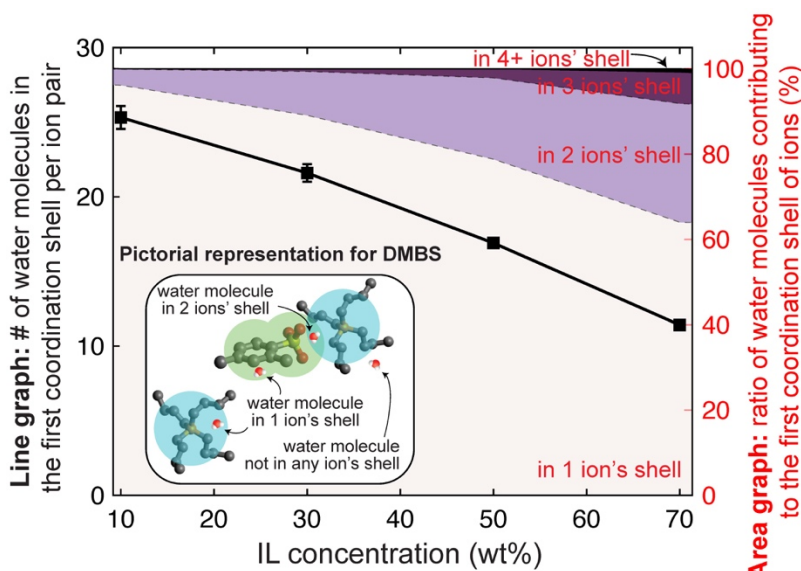 Line graph: # of water molecules in
the first coordination shell per ion pair
30
20
10
0
10
20
30
40
50
60
70
IL concentration (wt%)
100
80
60
40
20
0
Area graph: ratio of water molecules contributing
to the first coordination shell of ions (%)
in 4+ ions' shell
in 3 ions' shell
in 2 ions' shell
in 1 ion's shell
Pictorial representation for DMBS
water molecule
in 2 ions' shell
water molecule
in 1 ion's shell
water molecule
not in any ion's shell